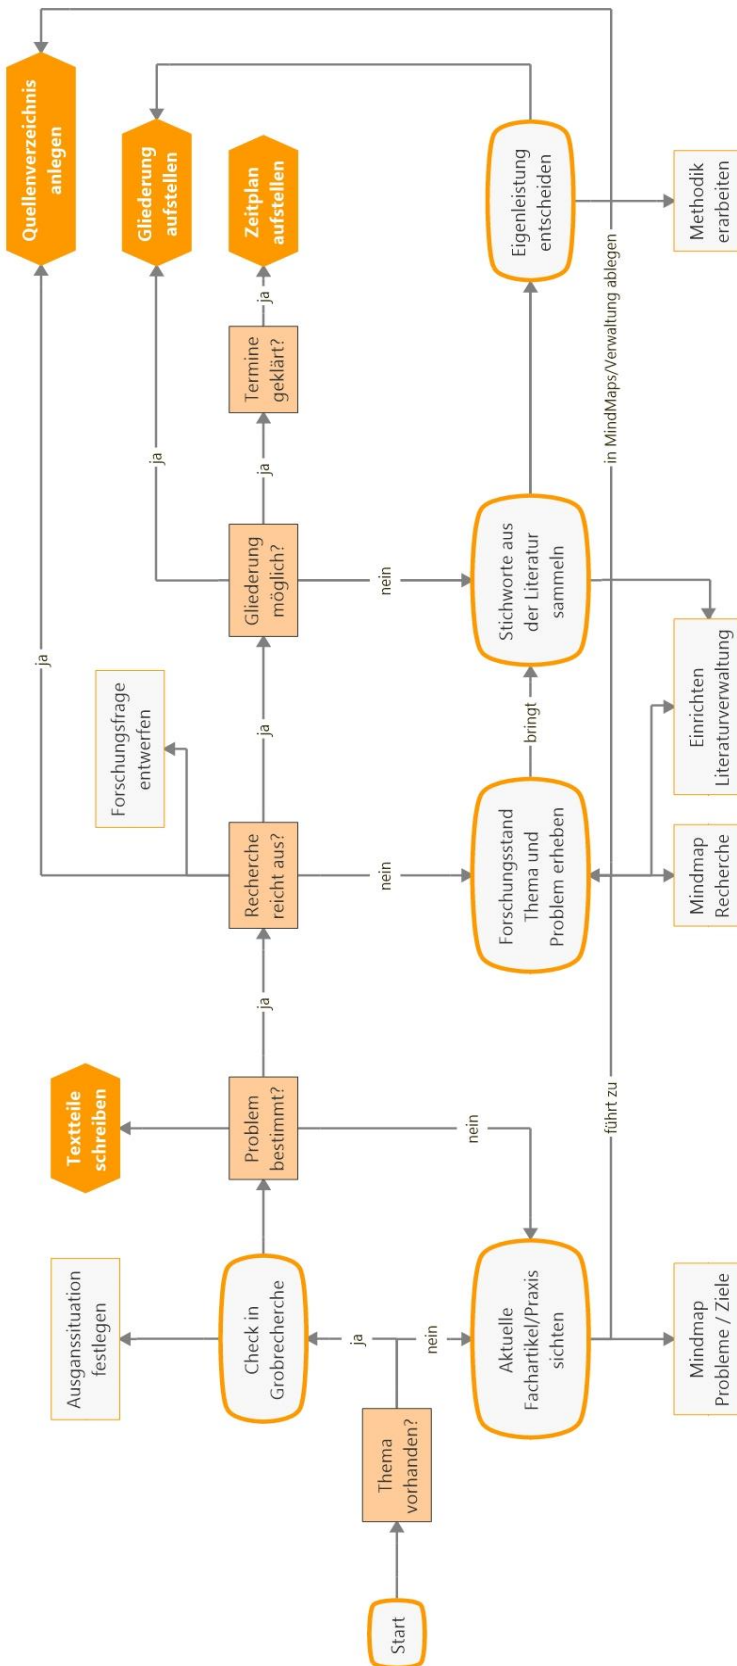 Start
Thema
vorhanden?
ja
nein
Ausganssituation
festlegen
Check in
Grobrecherche
Aktuelle
Fachartikel/Praxis
sichten
Mindmap
Probleme / Ziele
Textteile
schreiben
Problem
bestimmt?
nein
führt zu
ja
Quellenverzeichnis
anlegen
ja
Forschungsfrage
entwerfen
Recherche
reicht aus?
nein
Forschungsstand
Thema und
Problem erheben
Mindmap
Recherche
Einrichten
Literaturverwaltung
ja
bringt
Gliederung
aufstellen
ja
Gliederung
möglich?
nein
Stichworte aus
der Literatur
sammeln
ja
Termine
geklärt?
ja
Zeitplan
aufstellen
in MindMaps/Verwaltung ablegen
Eigenleistung
entscheiden
Methodik
erarbeiten